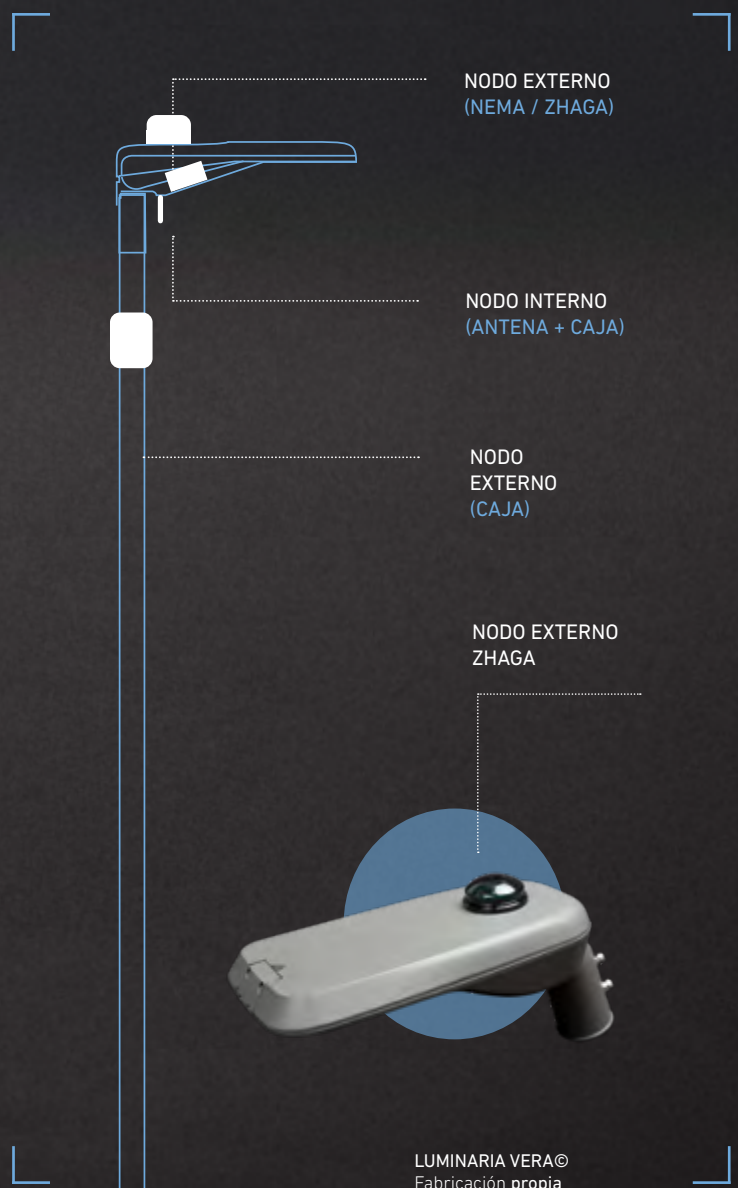 NODO EXTERNO
(NEMA / ZHAGA)
NODO INTERNO
(ANTENA + CAJA)
NODO
EXTERNO
(CAJA)
NODO EXTERNO
ZHAGA
LUMINARIA VERA©
Fabricación propia